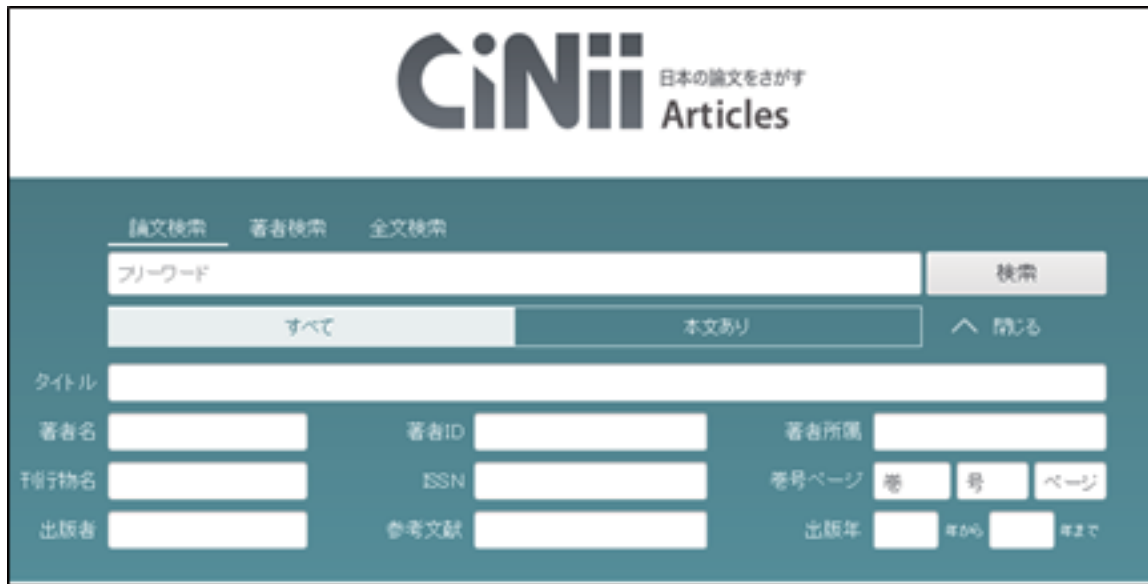 CiNii 日本の論文をさがす
Articles
論文検索 著者検索 全文検索
フリーワード 検索
すべて 本文あり 閉じる
タイトル
著者名 著者ID 著者所属
刊行物名 ISSN 巻号ページ 巻 号 ページ
出版者 参考文献 出版年 年から 年まで